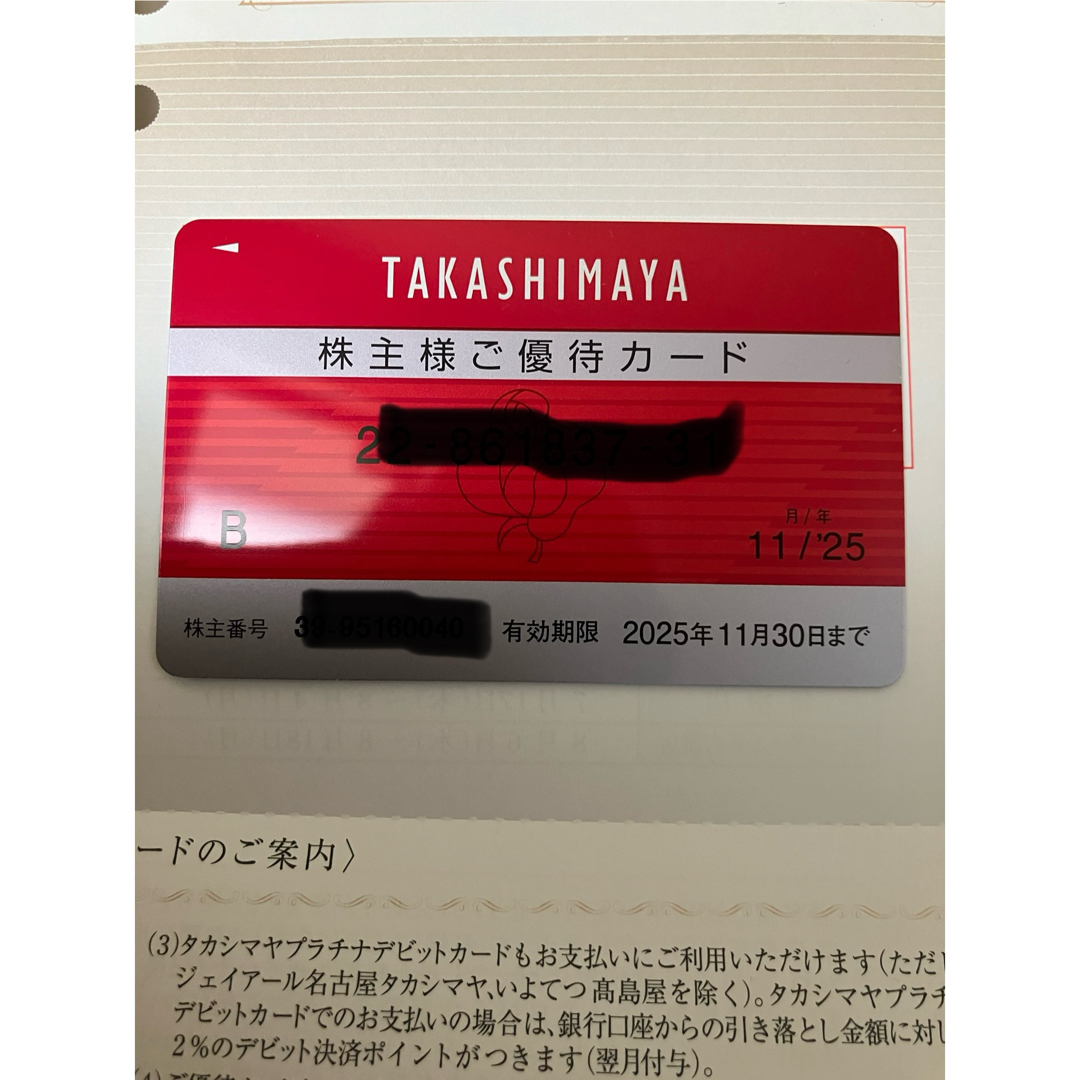 TAKASHIMAYA
株主様ご優待カード
B
月/年
11/'25
株主番号 有効期限 2025年11月30日まで
ードのご案内〉
(3)タカシマヤプラチナデビットカードもお支払いにご利用いただけます(ただし
ジェイアール名古屋タカシマヤ、いよてつ髙島屋を除く)。タカシマヤプラチ
デビットカードでのお支払いの場合は、銀行口座からの引き落とし金額に対し
2%のデビット決済ポイントがつきます(翌月付与)。